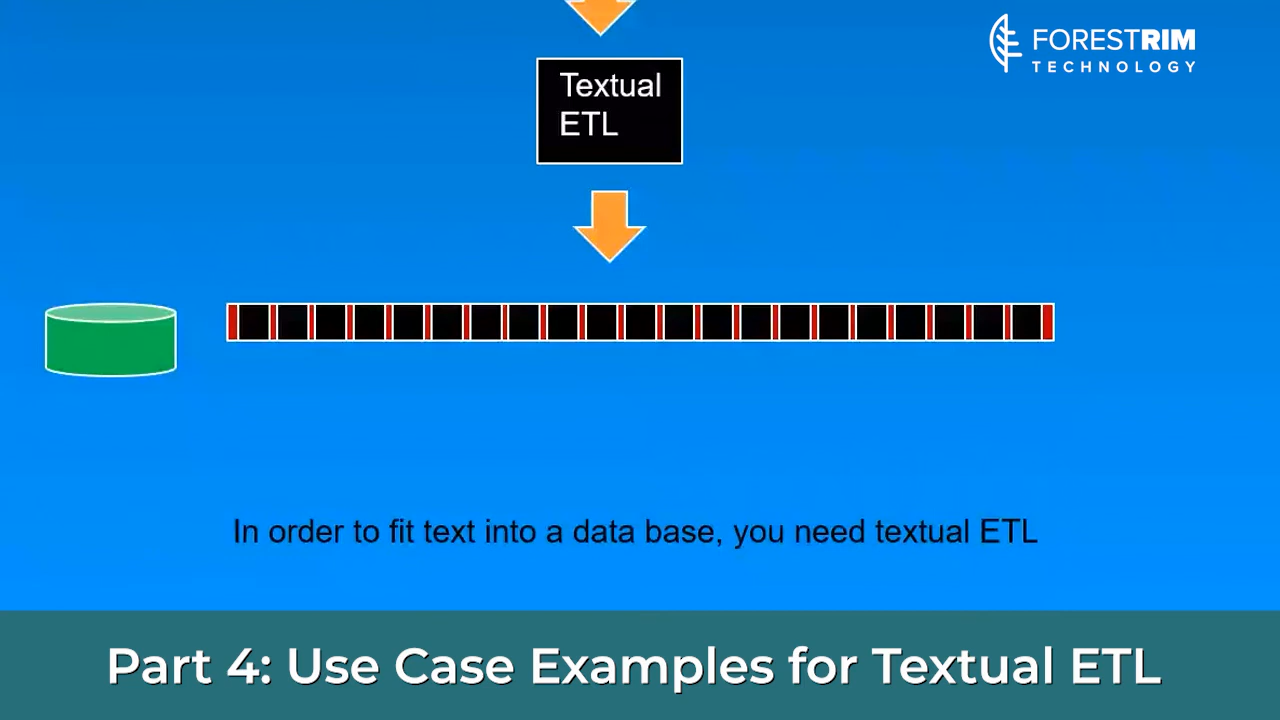 FORESTRIM
TECHNOLOGY
Textual
ETL
In order to fit text into a data base, you need textual ETL
Part 4: Use Case Examples for Textual ETL